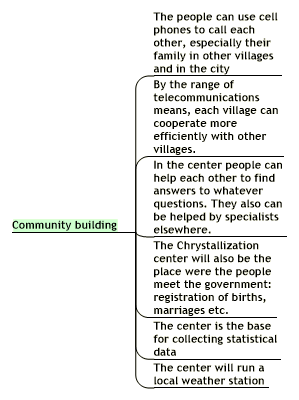 The people can use cell
phones to call each
other, especially their
family in other villages
and in the city
By the range of
telecommunications
means, each village can
cooperate more
efficiently with other
villages.
In the center people can
help each other to find
answers to whatever
questions. They also can
be helped by specialists
elsewhere.
Community building
The Chrystallization
center will also be the
place were the people
meet the government:
registration of births,
marriages etc.
The center is the base
for collecting statistical
data
The center will run a
local weather station